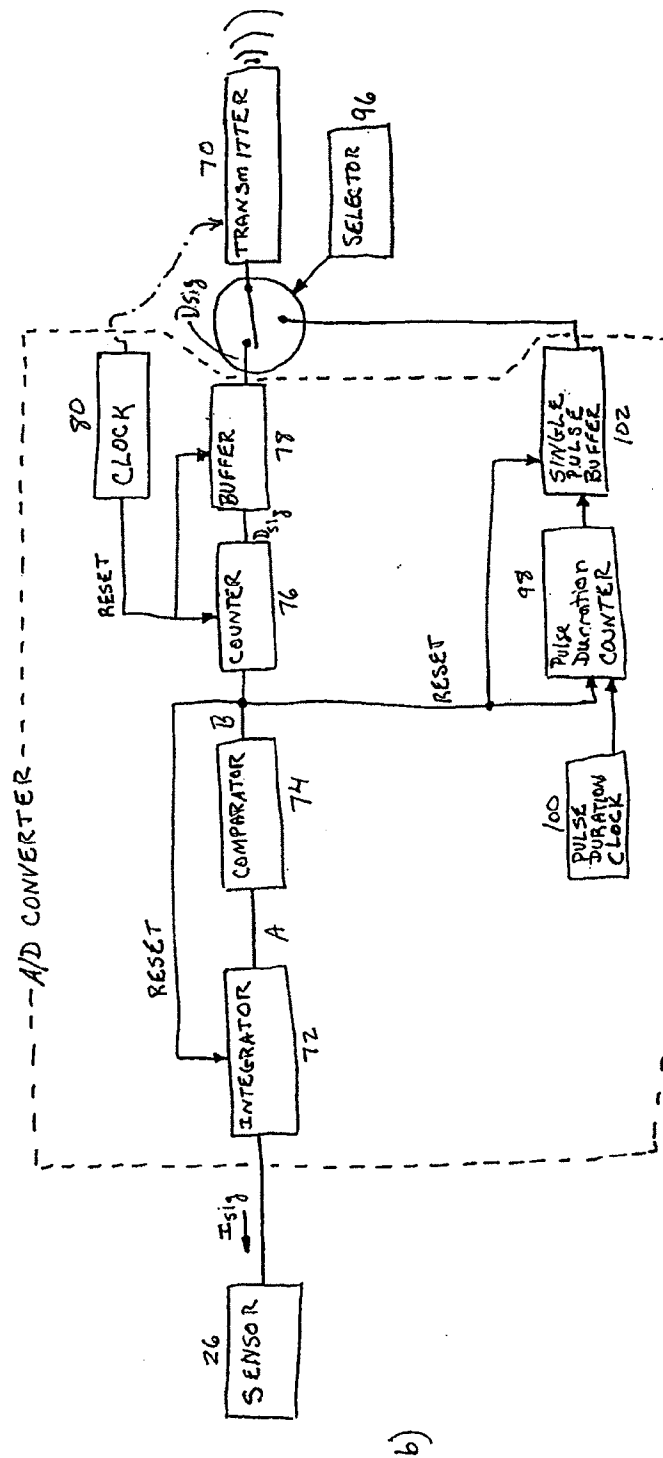 A/D CONVERTER
26
SENSOR
Isig
RESET
INTEGRATOR
72
A
COMPARATOR
74
B
RESET
80
CLOCK
COUNTER
76
Dsig
BUFFER
78
Dsig
70
TRANSMITTER
SELECTOR
96
RESET
100
PULSE
DURATION
CLOCK
98
Pulse
Durration
COUNTER
SINGLE
PULSE
BUFFER
102
b)